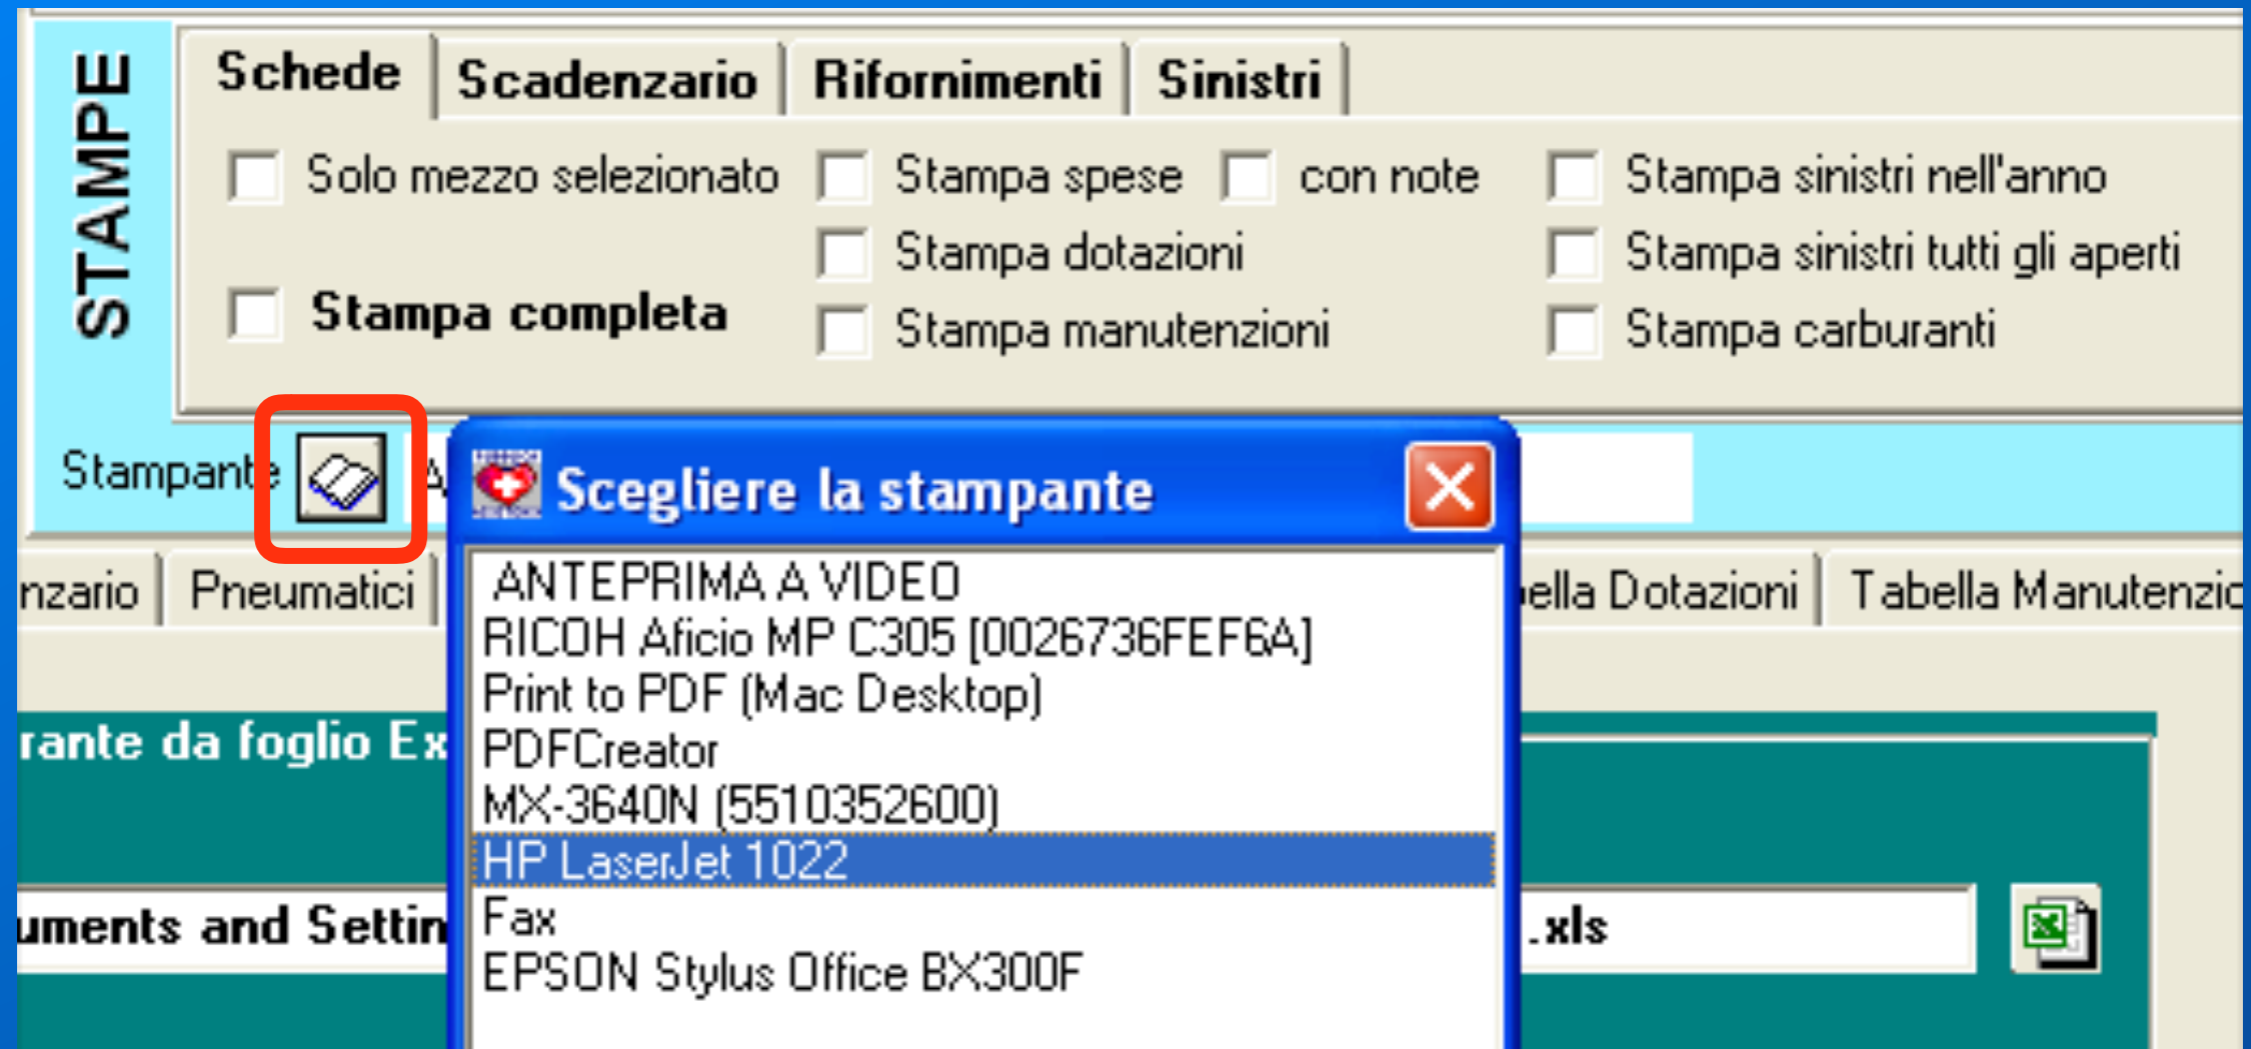 STAMPE
Schede Scadenzario Rifornimenti Sinistri
Solo mezzo selezionato Stampa spese con note Stampa sinistri nell'anno
Stampa dotazioni Stampa sinistri tutti gli aperti
Stampa completa Stampa manutenzioni Stampa carburanti
Stampante A
Scegliere la stampante
ANTEPRIMA A VIDEO
RICOH Aficio MP C305 [0026736FEF6A]
Print to PDF (Mac Desktop)
PDFCreator
MX-3640N (5510352600)
HP LaserJet 1022
Fax
EPSON Stylus Office BX300F
nzario Pneumatici ella Dotazioni Tabella Manutenzio
rante da foglio Ex
uments and Settin .xls